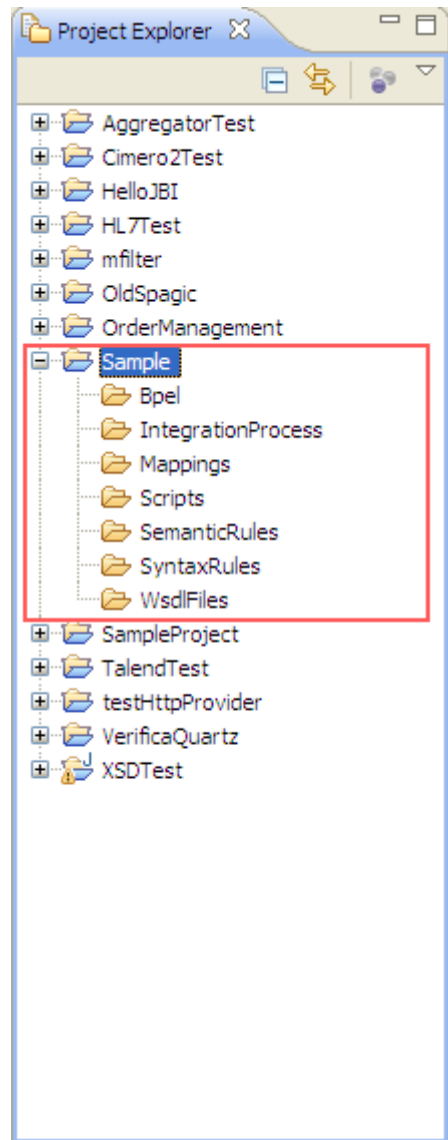 Project Explorer
AggregatorTest
Cimero2Test
HelloJBI
HL7Test
mfilter
OldSpagic
OrderManagement
Sample
Bpel
IntegrationProcess
Mappings
Scripts
SemanticRules
SyntaxRules
WsdlFiles
SampleProject
TalendTest
testHttpProvider
VerificaQuartz
XSDTest